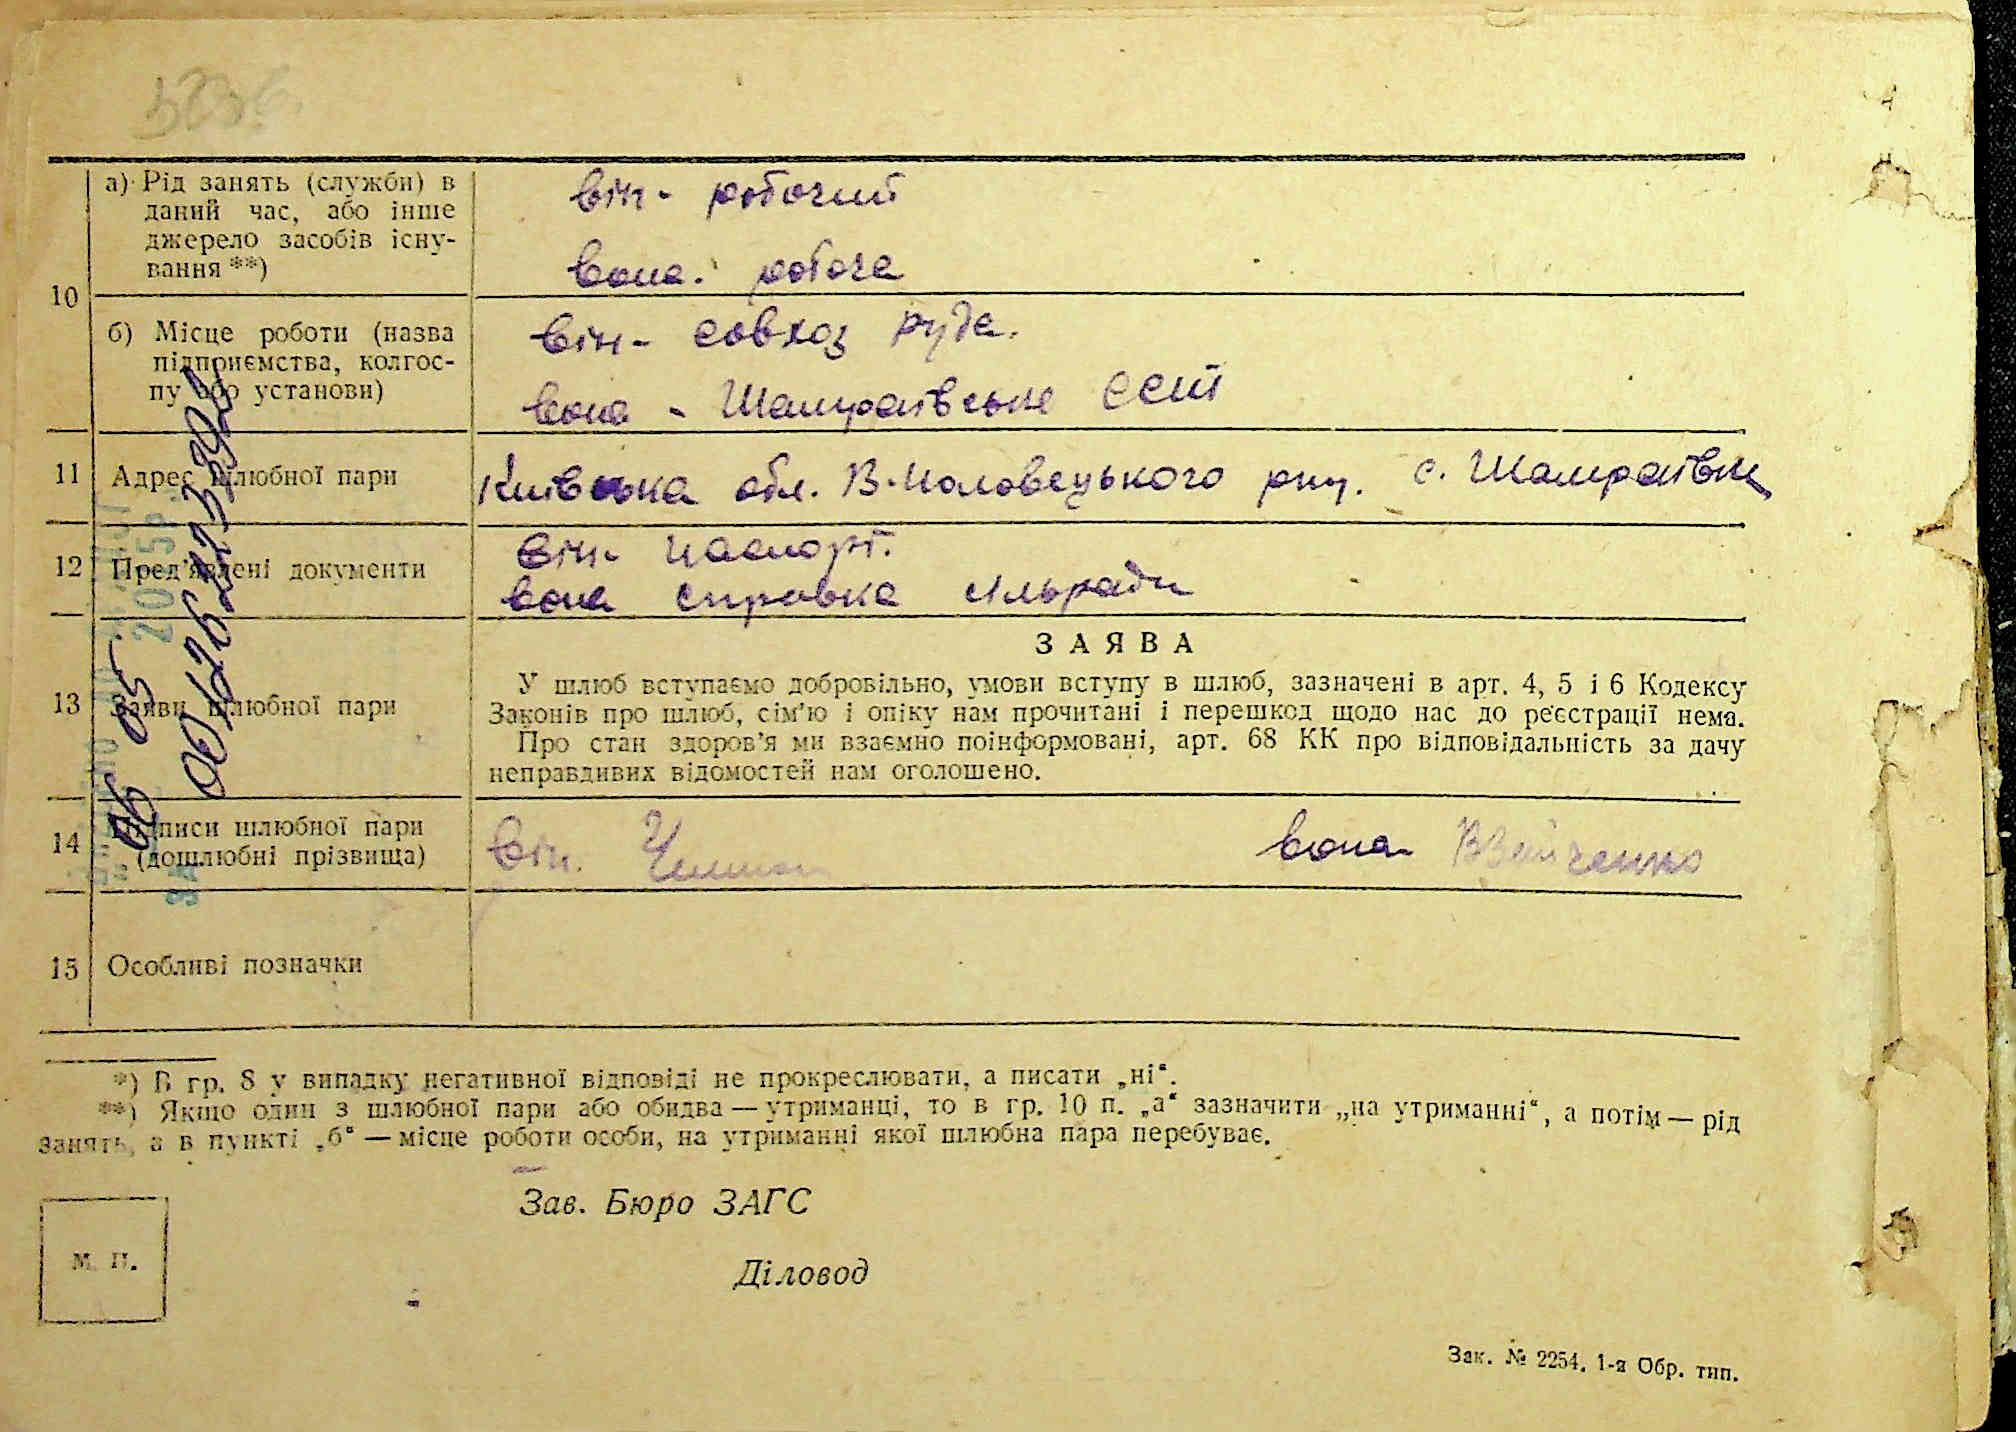 а) Рід занять (служби) в
даний час, або інше
джерело засобів існу-
вання **)
він - робочий
вона. робоча
10
б) Місце роботи (назва
підприємства, колгос-
пу або установи)
він - совхоз Руда.
вона - Шамраївське ССП
11 Адрес шлюбної пари
Київська обл. В-Половецького рну. с. Шамраївка
12 Пред'явлені документи
він- паспорт.
вона справка сільради
13 Заяви шлюбної пари
ЗАЯВА
У шлюб вступаємо добровільно, умови вступу в шлюб, зазначені в арт. 4, 5 і 6 Кодексу
Законів про шлюб, сім'ю і опіку нам прочитані і перешкод щодо нас до реєстрації нема.
Про стан здоров'я ми взаємно поінформовані, арт. 68 КК про відповідальність за дачу
неправдивих відомостей нам оголошено.
14 Підписи шлюбної пари
(дошлюбні прізвища)
він.
вона
15 Особливі позначки
*) В гр. 8 у випадку негативної відповіді не прокреслювати, а писати „ні“.
**) Якщо один з шлюбної пари або обидва — утриманці, то в гр. 10 п. „а“ зазначити „на утриманні“, а потім — рід
занять, а в пункті „б“ — місце роботи особи, на утриманні якої шлюбна пара перебуває.
Зав. Бюро ЗАГС
М. П.
Діловод
Зак. № 2254. 1-а Обр. тип.